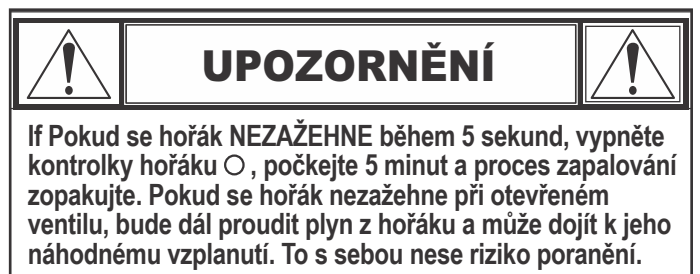 UPOZORNĚNÍ
If Pokud se hořák NEZAŽEHNE během 5 sekund, vypněte
kontrolky hořáku O , počkejte 5 minut a proces zapalování
zopakujte. Pokud se hořák nezažehne při otevřeném
ventilu, bude dál proudit plyn z hořáku a může dojít k jeho
náhodnému vzplanutí. To s sebou nese riziko poranění.